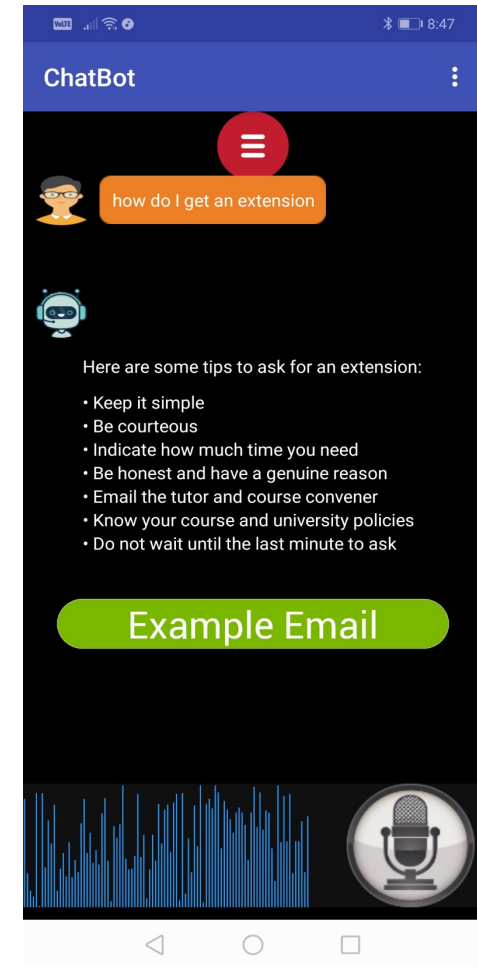 VoLTE 8:47
ChatBot
how do I get an extension
Here are some tips to ask for an extension:
• Keep it simple
• Be courteous
• Indicate how much time you need
• Be honest and have a genuine reason
• Email the tutor and course convener
• Know your course and university policies
• Do not wait until the last minute to ask
Example Email